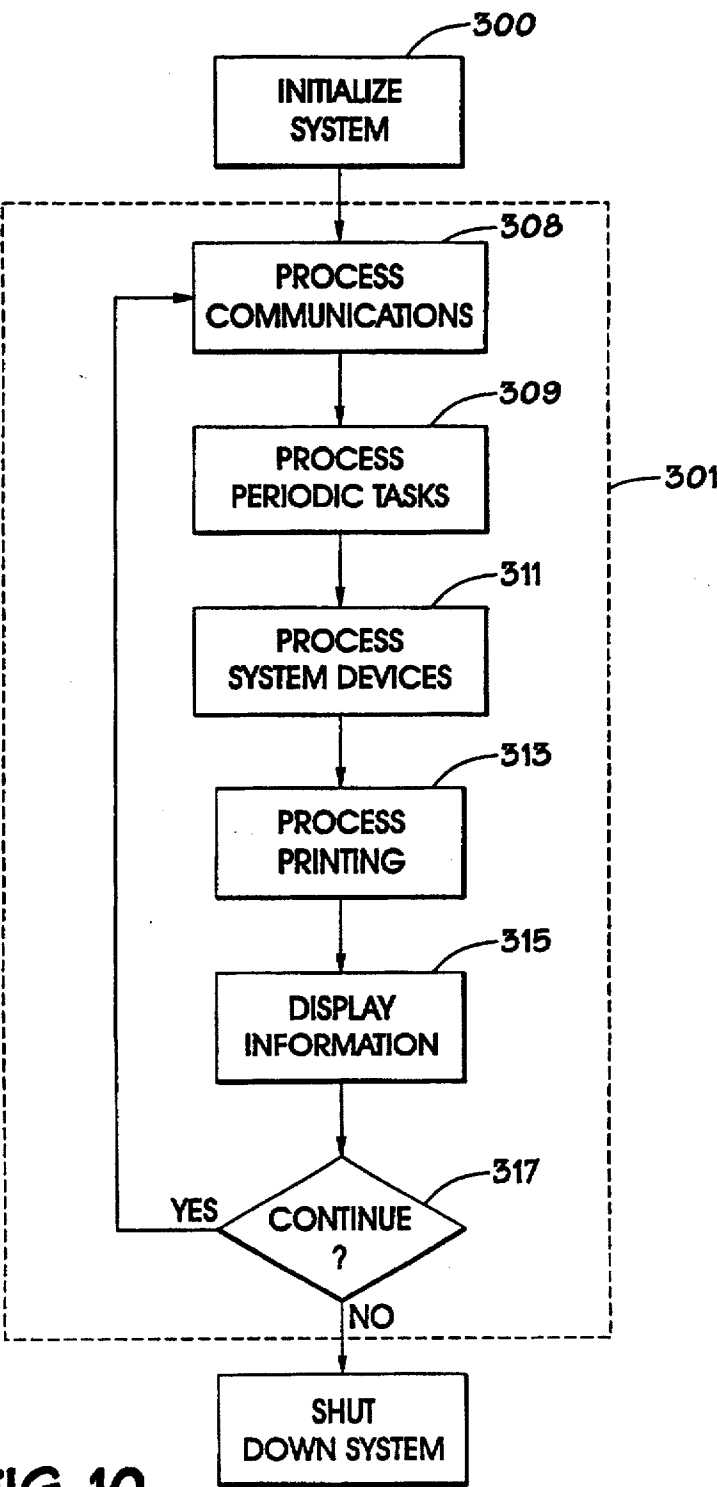 300
INITIALIZE
SYSTEM
308
PROCESS
COMMUNICATIONS
309
PROCESS
PERIODIC TASKS
301
311
PROCESS
SYSTEM DEVICES
313
PROCESS
PRINTING
315
DISPLAY
INFORMATION
317
YES
CONTINUE
?
NO
SHUT
DOWN SYSTEM